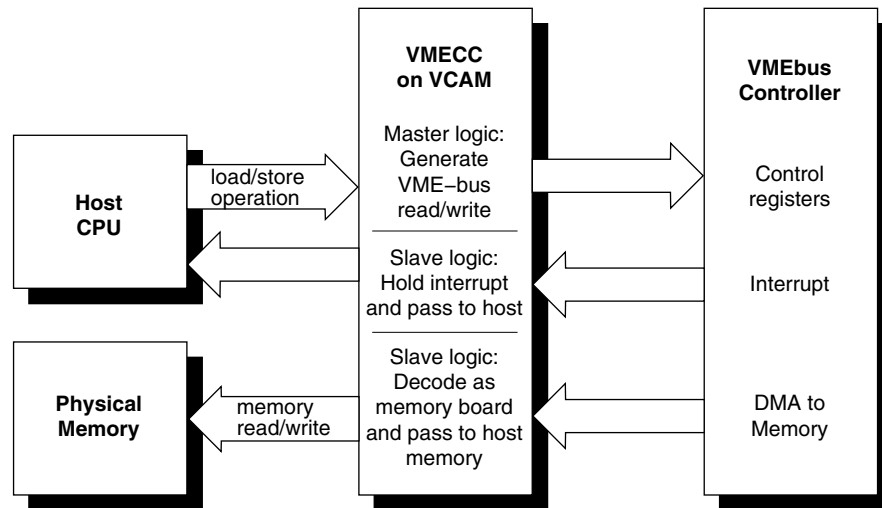 Host
CPU
load/store
operation
Physical
Memory
memory
read/write
VMECC
on VCAM
Master logic:
Generate
VME−bus
read/write
Slave logic:
Hold interrupt
and pass to host
Slave logic:
Decode as
memory board
and pass to host
memory
VMEbus
Controller
Control
registers
Interrupt
DMA to
Memory